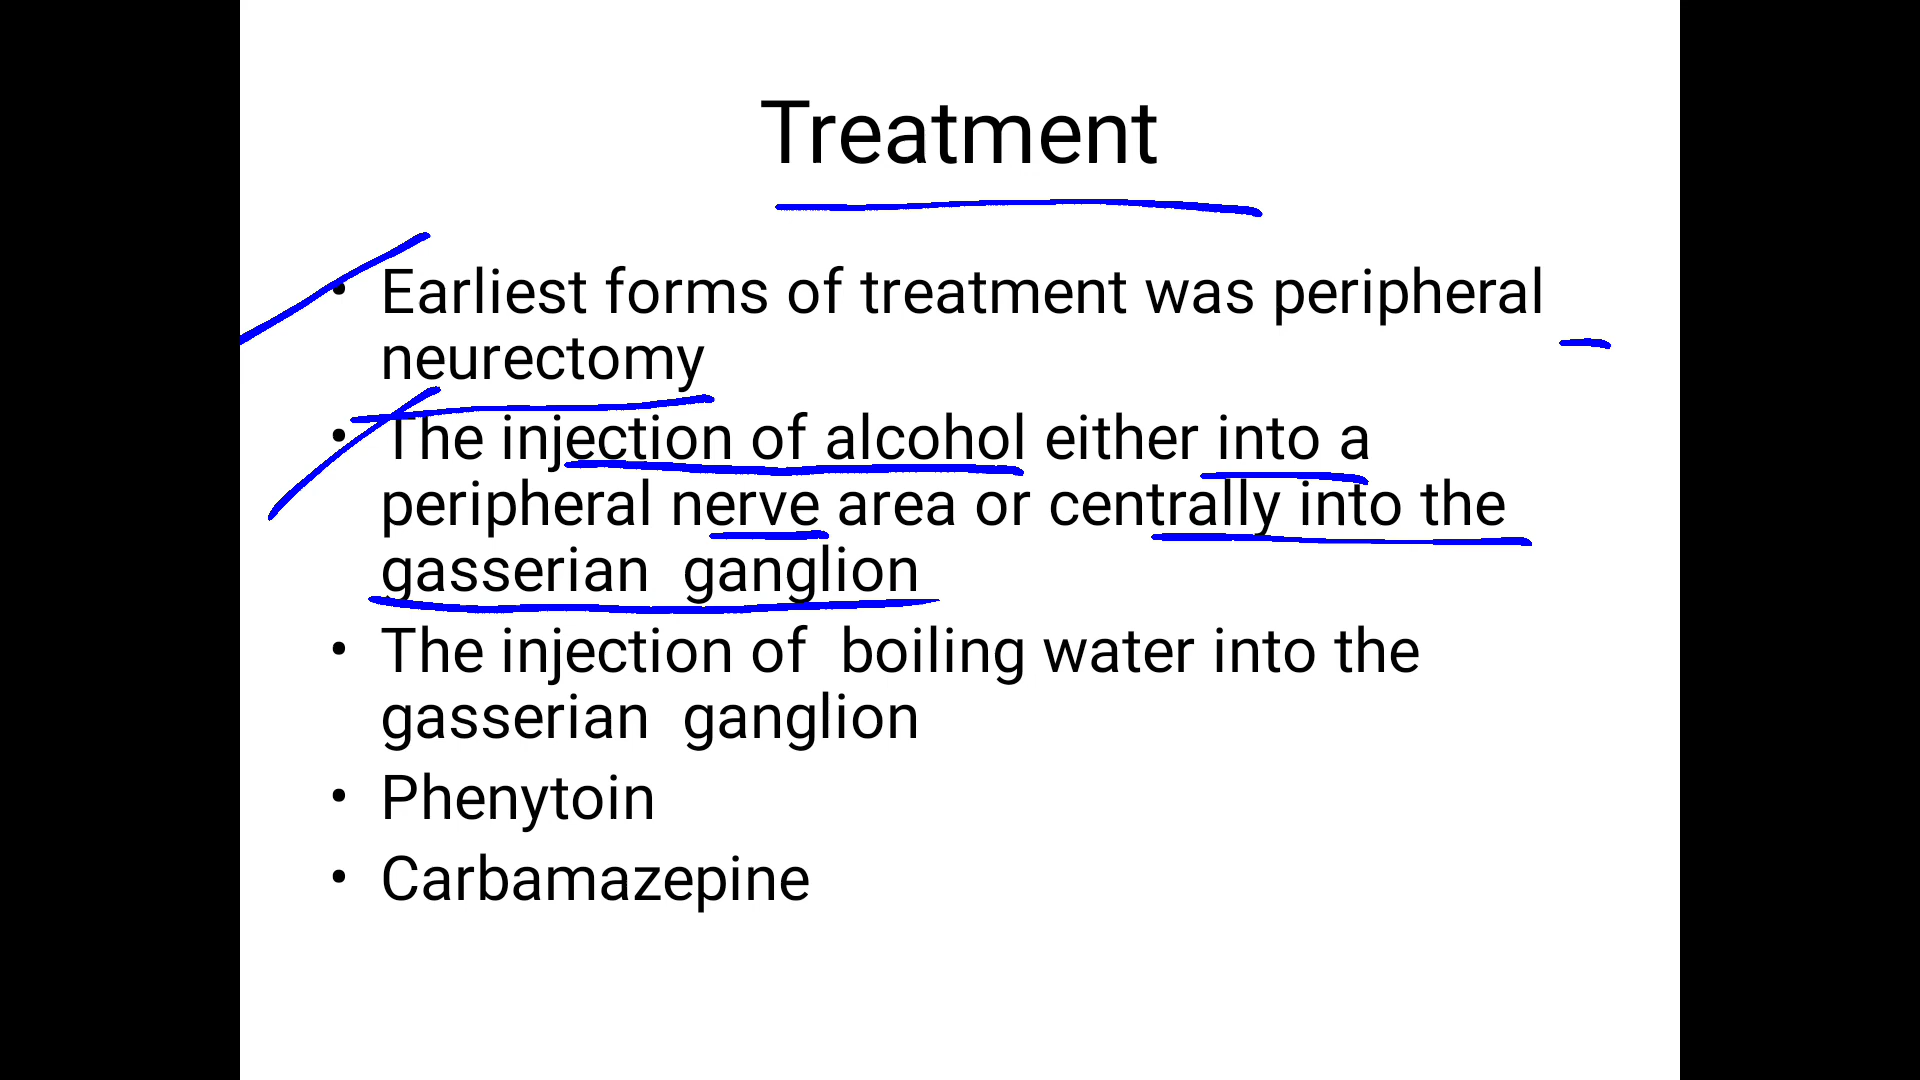 Treatment
• Earliest forms of treatment was peripheral
neurectomy
• The injection of alcohol either into a
peripheral nerve area or centrally into the
gasserian  ganglion
• The injection of  boiling water into the
gasserian  ganglion
• Phenytoin
• Carbamazepine